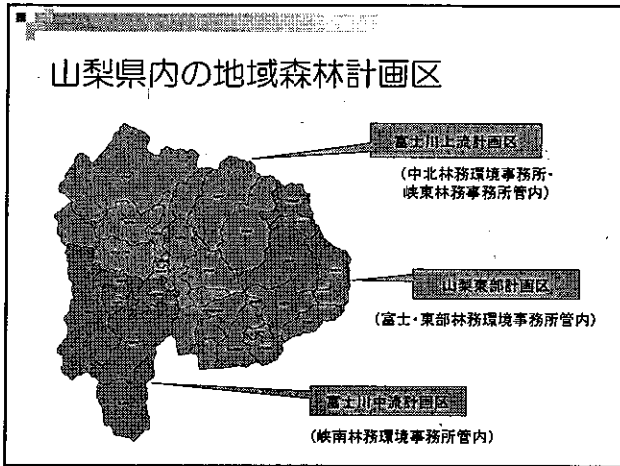 山梨県内の地域森林計画区
富士川上流計画区
(中北林務環境事務所・
峡東林務事務所管内)
山梨東部計画区
(富士・東部林務環境事務所管内)
富士川中流計画区
(峡南林務環境事務所管内)